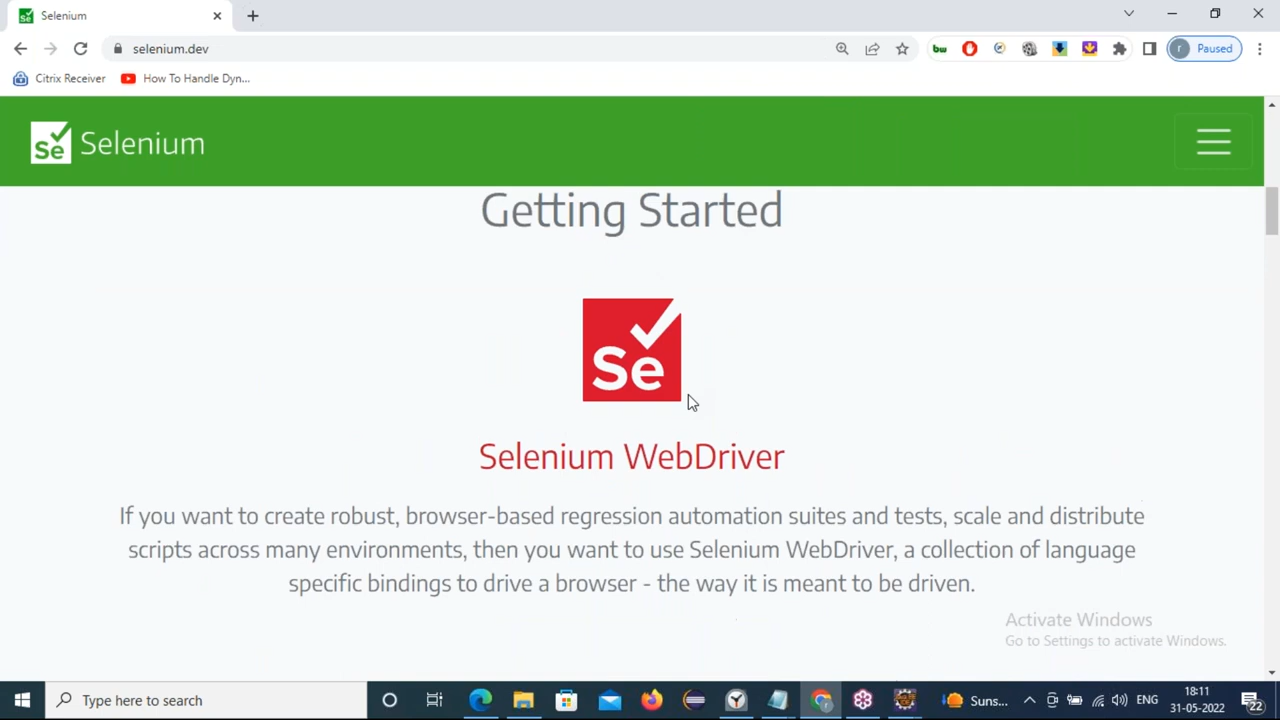 Selenium
selenium.dev
bw
r
Paused
Citrix Receiver
How To Handle Dyn...
Se Selenium
Getting Started
Se
Selenium WebDriver
If you want to create robust, browser-based regression automation suites and tests, scale and distribute
scripts across many environments, then you want to use Selenium WebDriver, a collection of language
specific bindings to drive a browser - the way it is meant to be driven.
Activate Windows
Go to Settings to activate Windows.
Type here to search
Suns...
ENG
18:11
31-05-2022
22